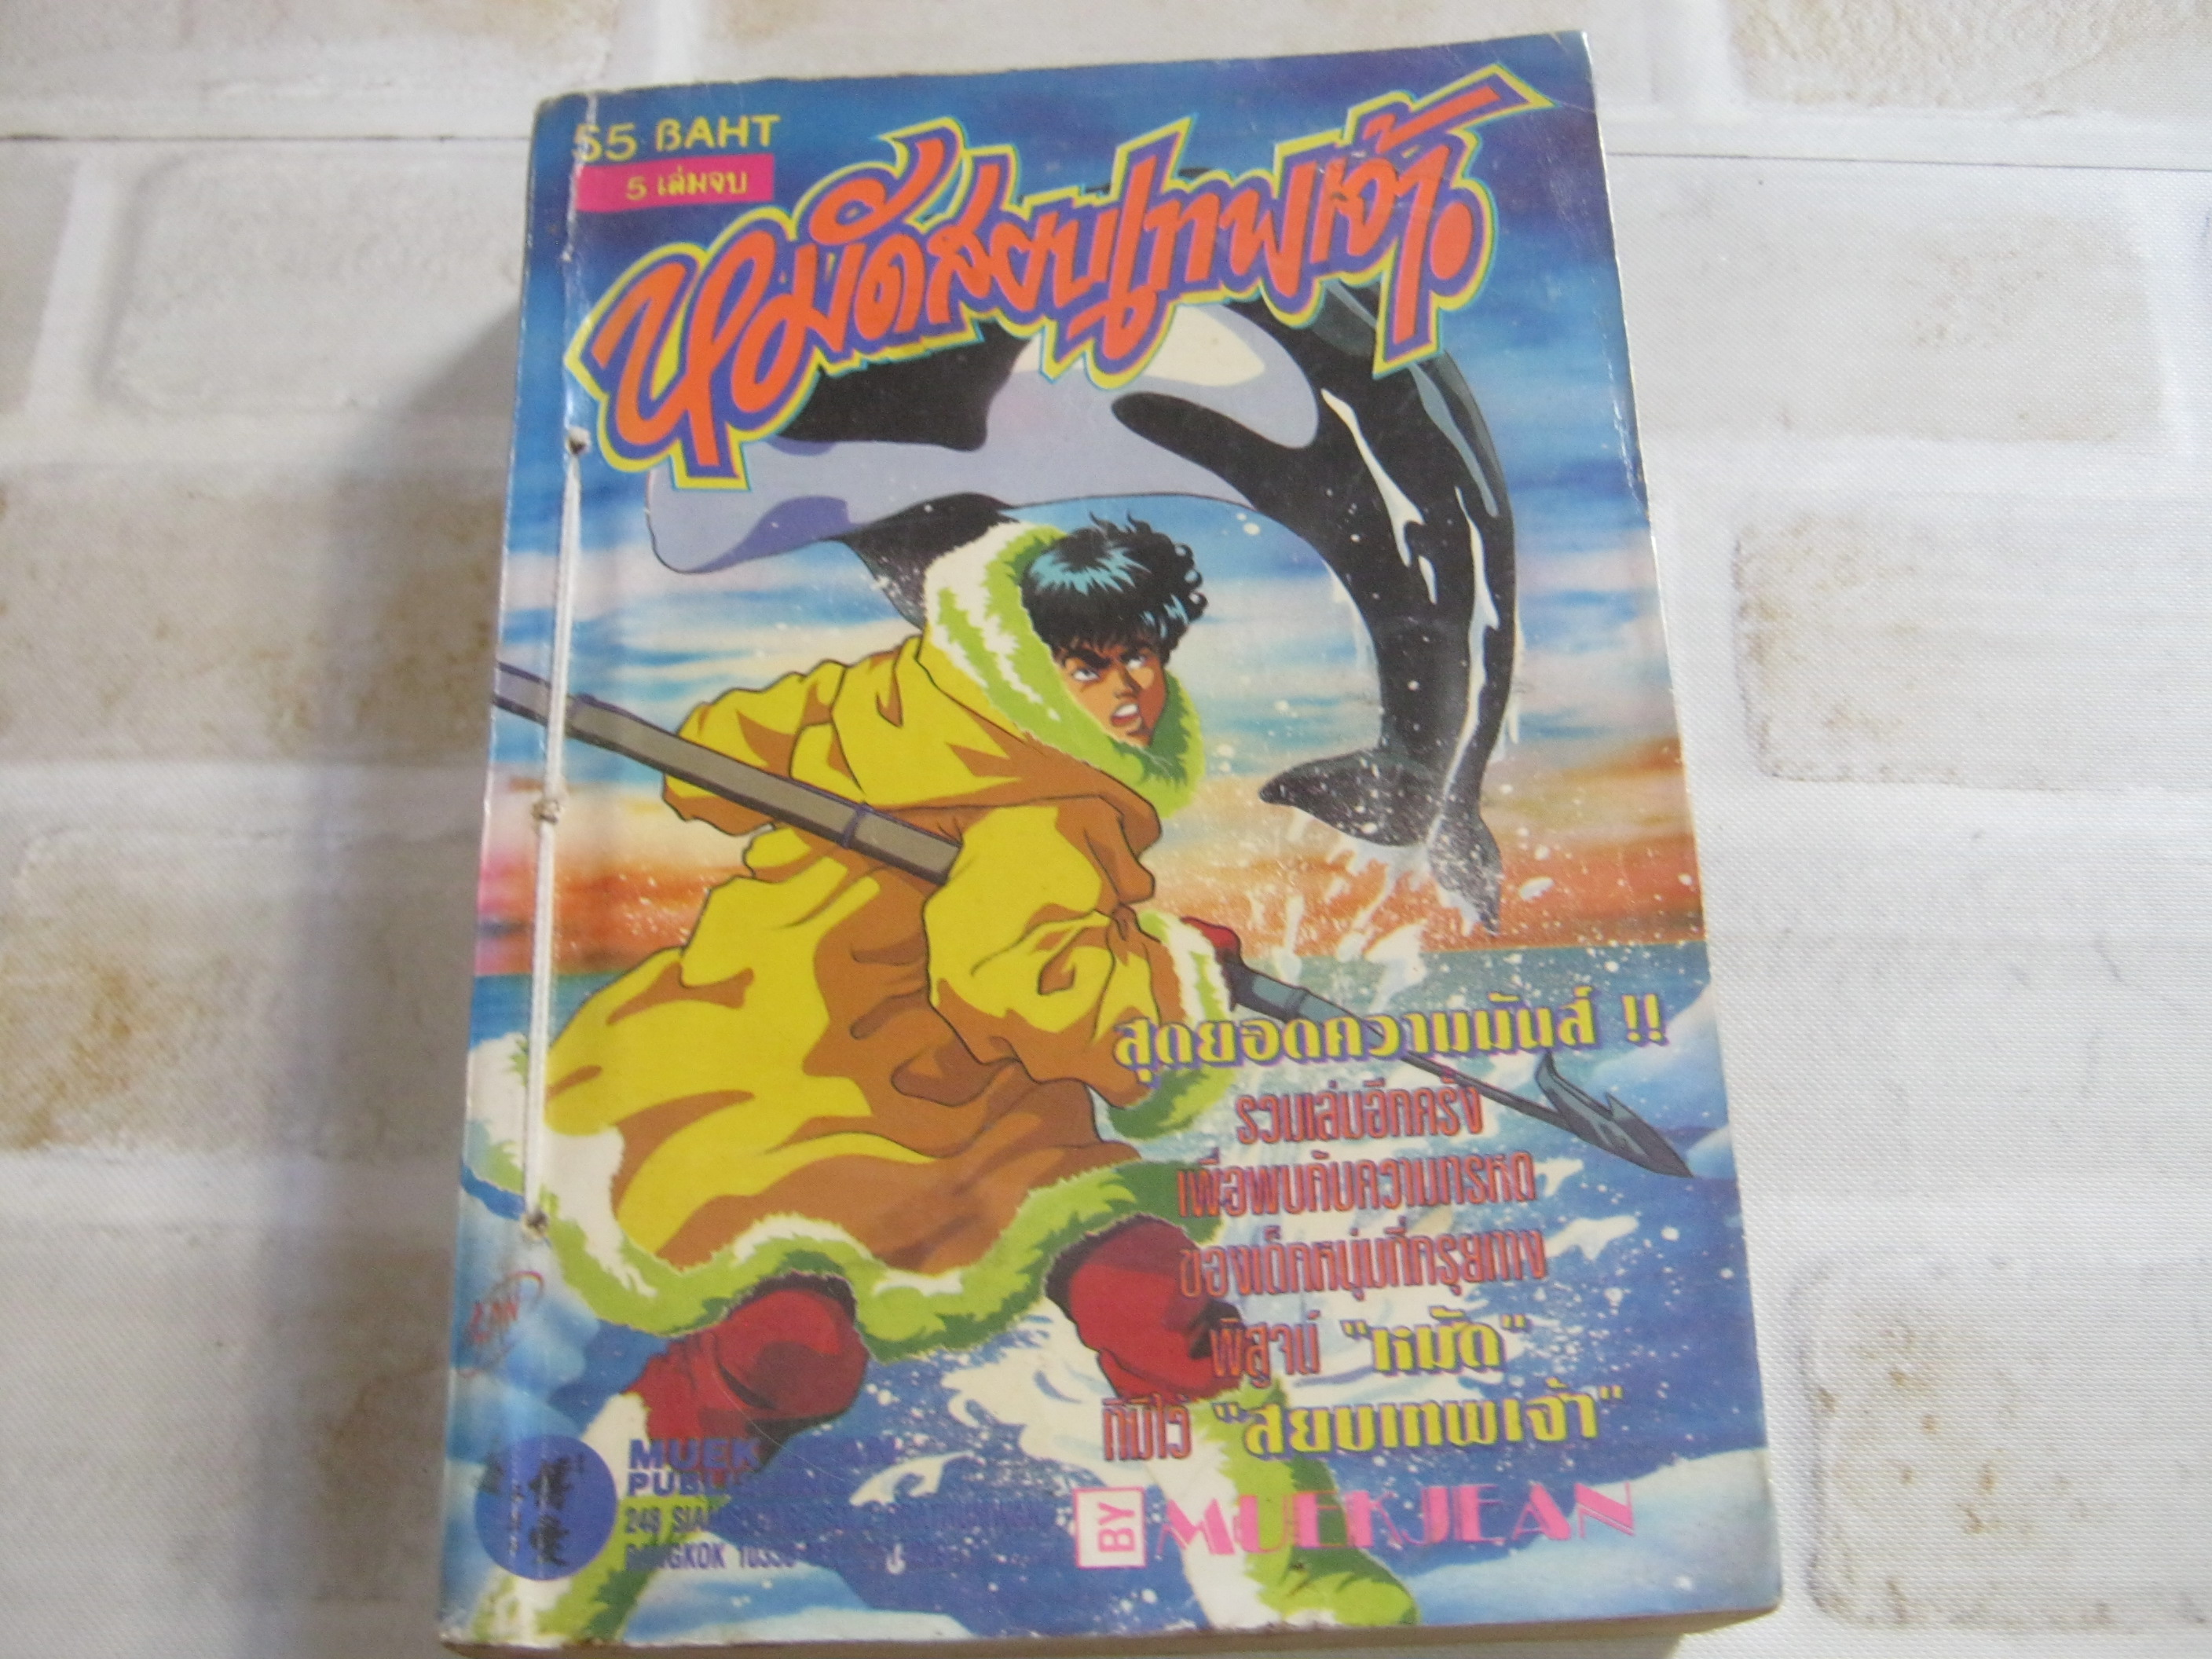 55 BAHT
5 เล่มจบ
หมัดสยบเทพเจ้า
สุดยอดความมันส์ !!
รวมเล่มอีกครั้ง
เพื่อพบกับความทรหด
ของเด็กหนุ่มที่กรุยทาง
พิสูจน์ "หมัด"
ที่มีไว้ "สยบเทพเจ้า"
BY MUEKJEAN
MUEK
248
BANGKOK